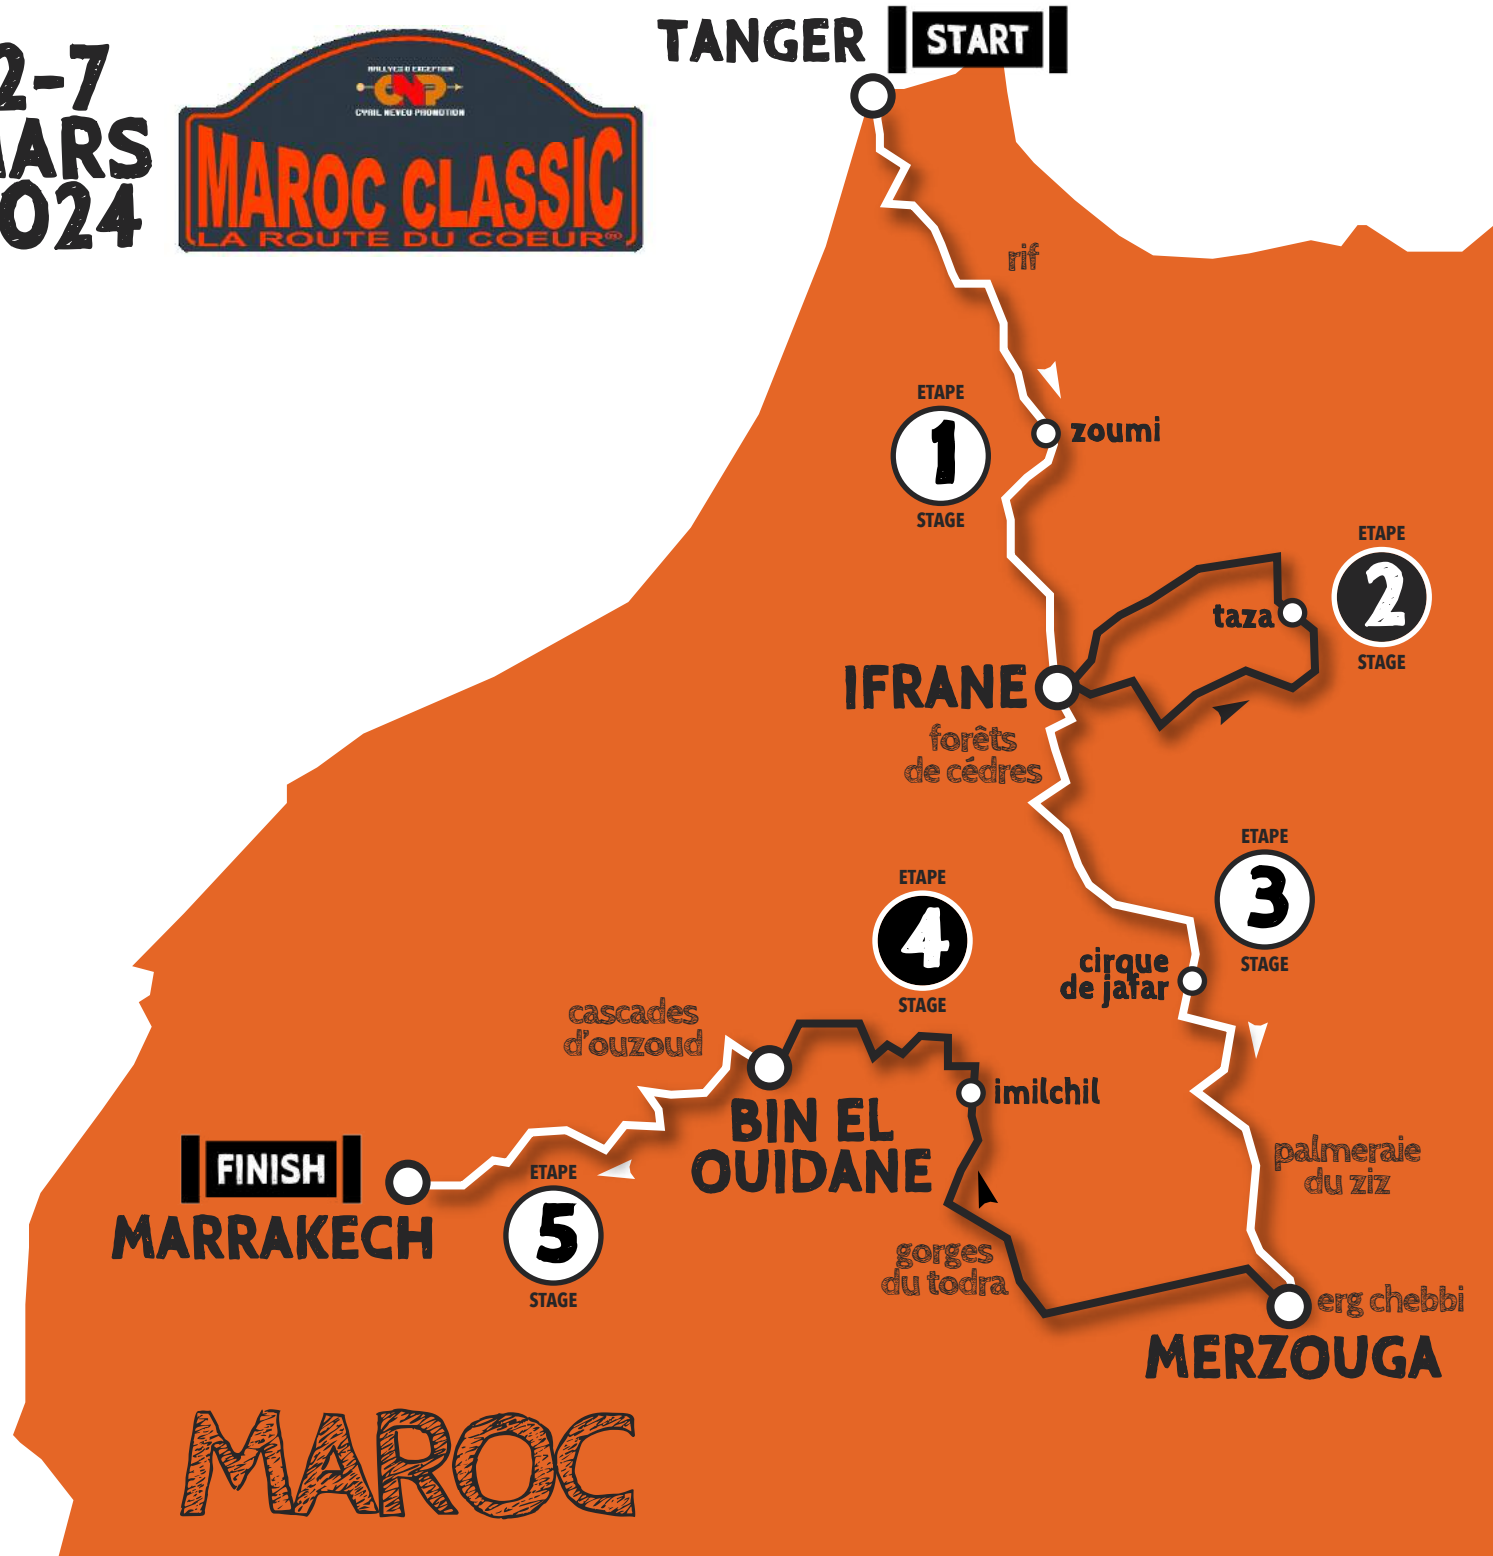 2-7
MARS
2024
RALLYES D'EXCEPTION
CNP
CYRIL NEVEU PROMOTION
MAROC CLASSIC
LA ROUTE DU COEUR
TANGER
START
rif
ETAPE
1
STAGE
zoumi
ETAPE
2
STAGE
taza
IFRANE
forêts
de cédres
ETAPE
3
STAGE
ETAPE
4
STAGE
cirque
de jafar
cascades
d'ouzoud
imilchil
BIN EL
OUIDANE
palmeraie
du ziz
FINISH
MARRAKECH
ETAPE
5
STAGE
gorges
du todra
erg chebbi
MERZOUGA
MAROC